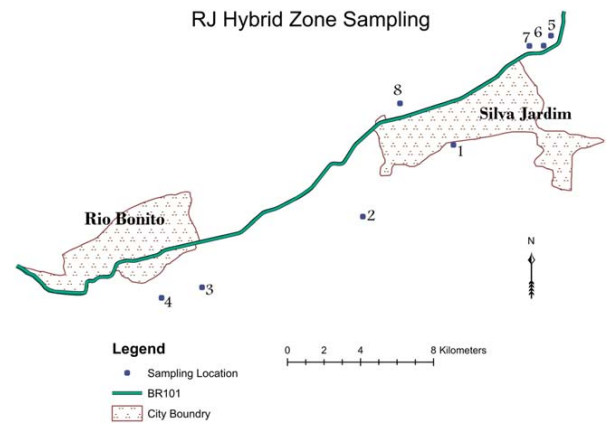 RJ Hybrid Zone Sampling
5
6
7
8
Silva Jardim
1
2
Rio Bonito
N
3
4
Legend
Sampling Location
BR101
City Boundry
0 2 4 8 Kilometers